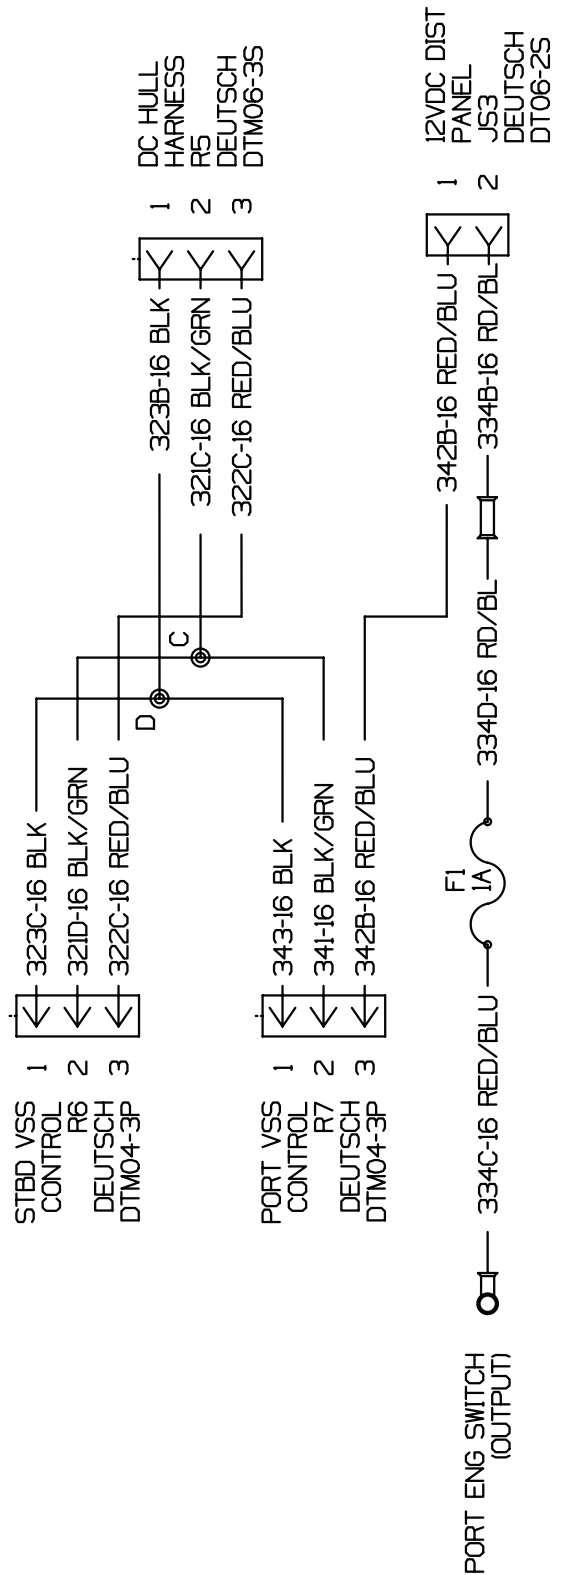 STBD VSS
CONTROL
R6
DEUTSCH
DTM04-3P
1
2
3
323C-16 BLK
321D-16 BLK/GRN
322C-16 RED/BLU
D
C
323B-16 BLK
321C-16 BLK/GRN
322C-16 RED/BLU
1
2
3
DC HULL
HARNESS
R5
DEUTSCH
DTM06-3S
PORT VSS
CONTROL
R7
DEUTSCH
DTM04-3P
1
2
3
343-16 BLK
341-16 BLK/GRN
342B-16 RED/BLU
342B-16 RED/BLU
334B-16 RD/BL
1
2
12VDC DIST
PANEL
JS3
DEUTSCH
DT06-2S
PORT ENG SWITCH
(OUTPUT)
334C-16 RED/BLU
F1
1A
334D-16 RD/BL